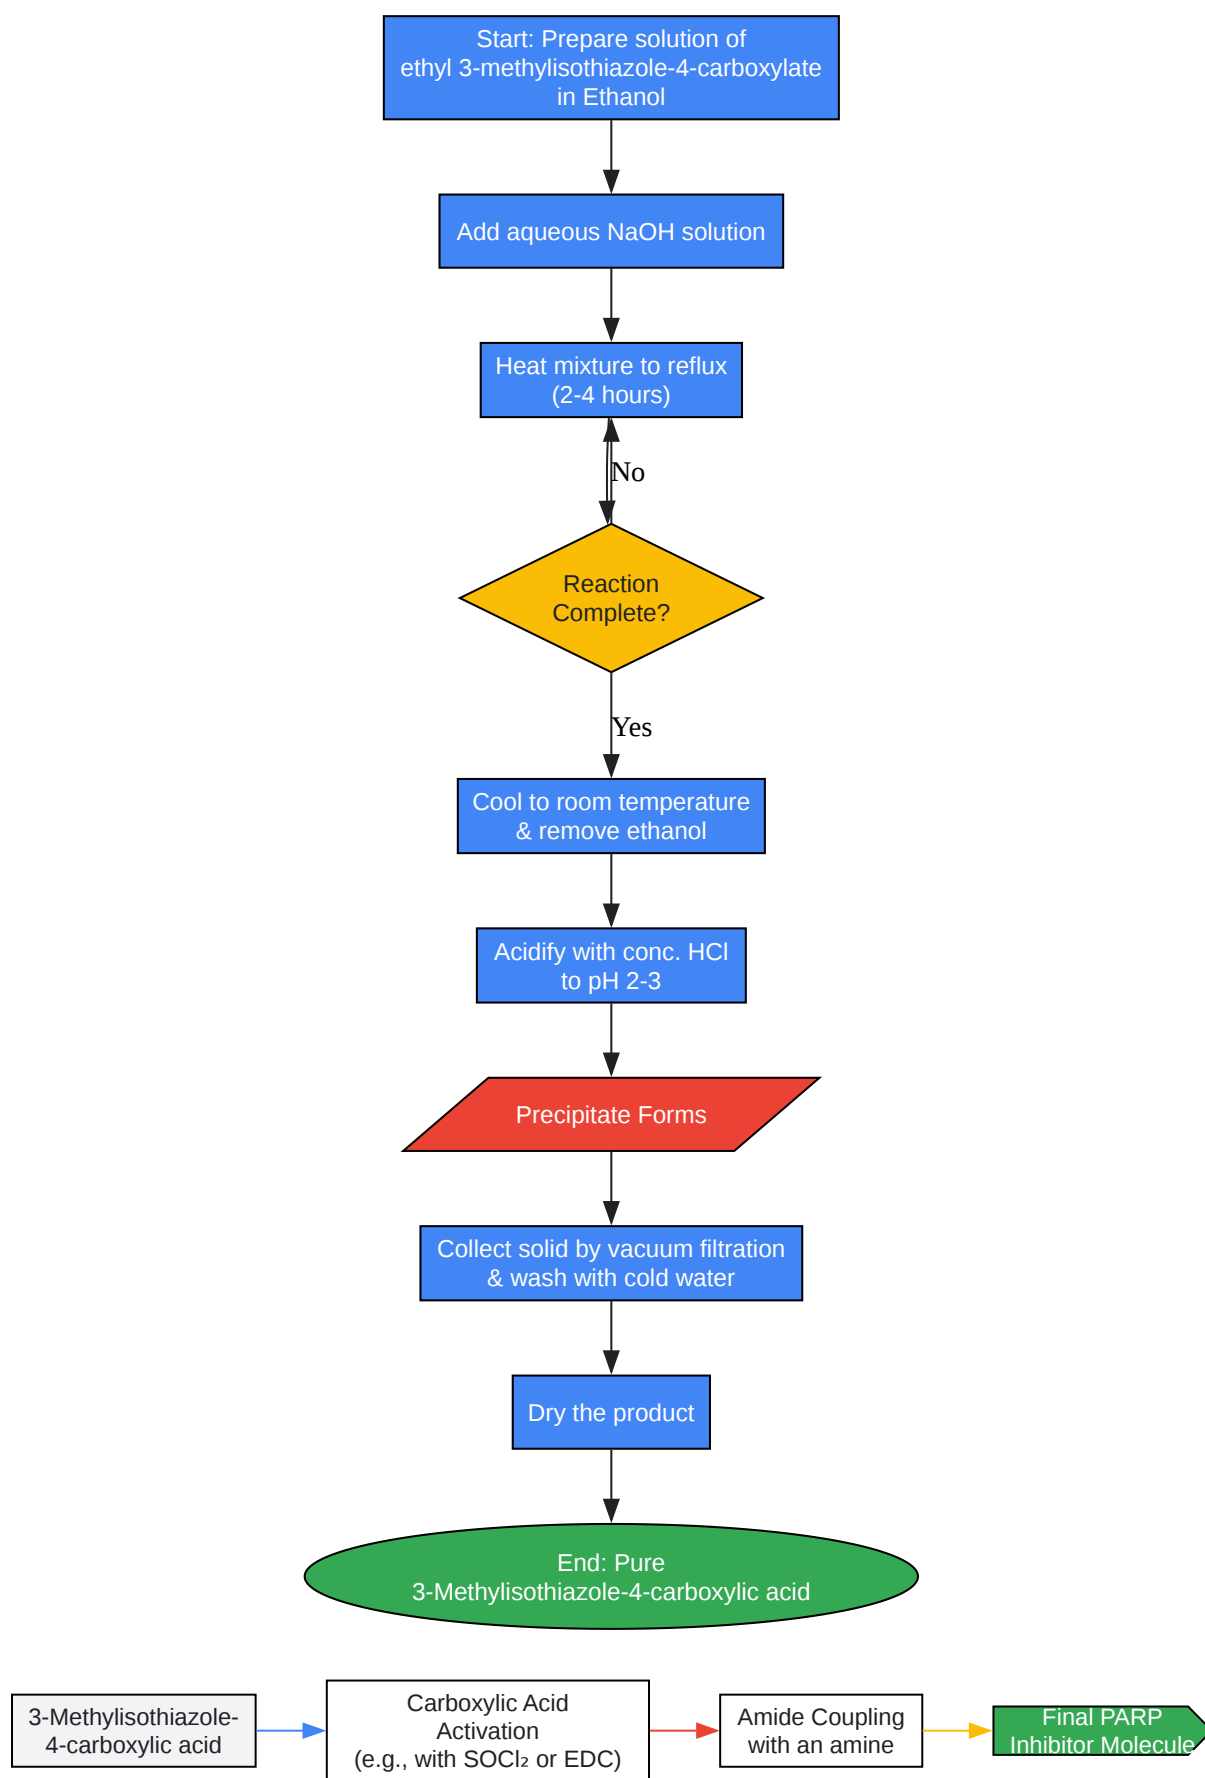 Start: Prepare solution of
ethyl 3-methylisothiazole-4-carboxylate
in Ethanol
Add aqueous NaOH solution
Heat mixture to reflux
(2-4 hours)
No
Reaction
Complete?
Yes
Cool to room temperature
& remove ethanol
Acidify with conc. HCl
to pH 2-3
Precipitate Forms
Collect solid by vacuum filtration
& wash with cold water
Dry the product
End: Pure
3-Methylisothiazole-4-carboxylic acid
3-Methylisothiazole-
4-carboxylic acid
Carboxylic Acid
Activation
(e.g., with SOCl₂ or EDC)
Amide Coupling
with an amine
Final PARP
Inhibitor Molecule